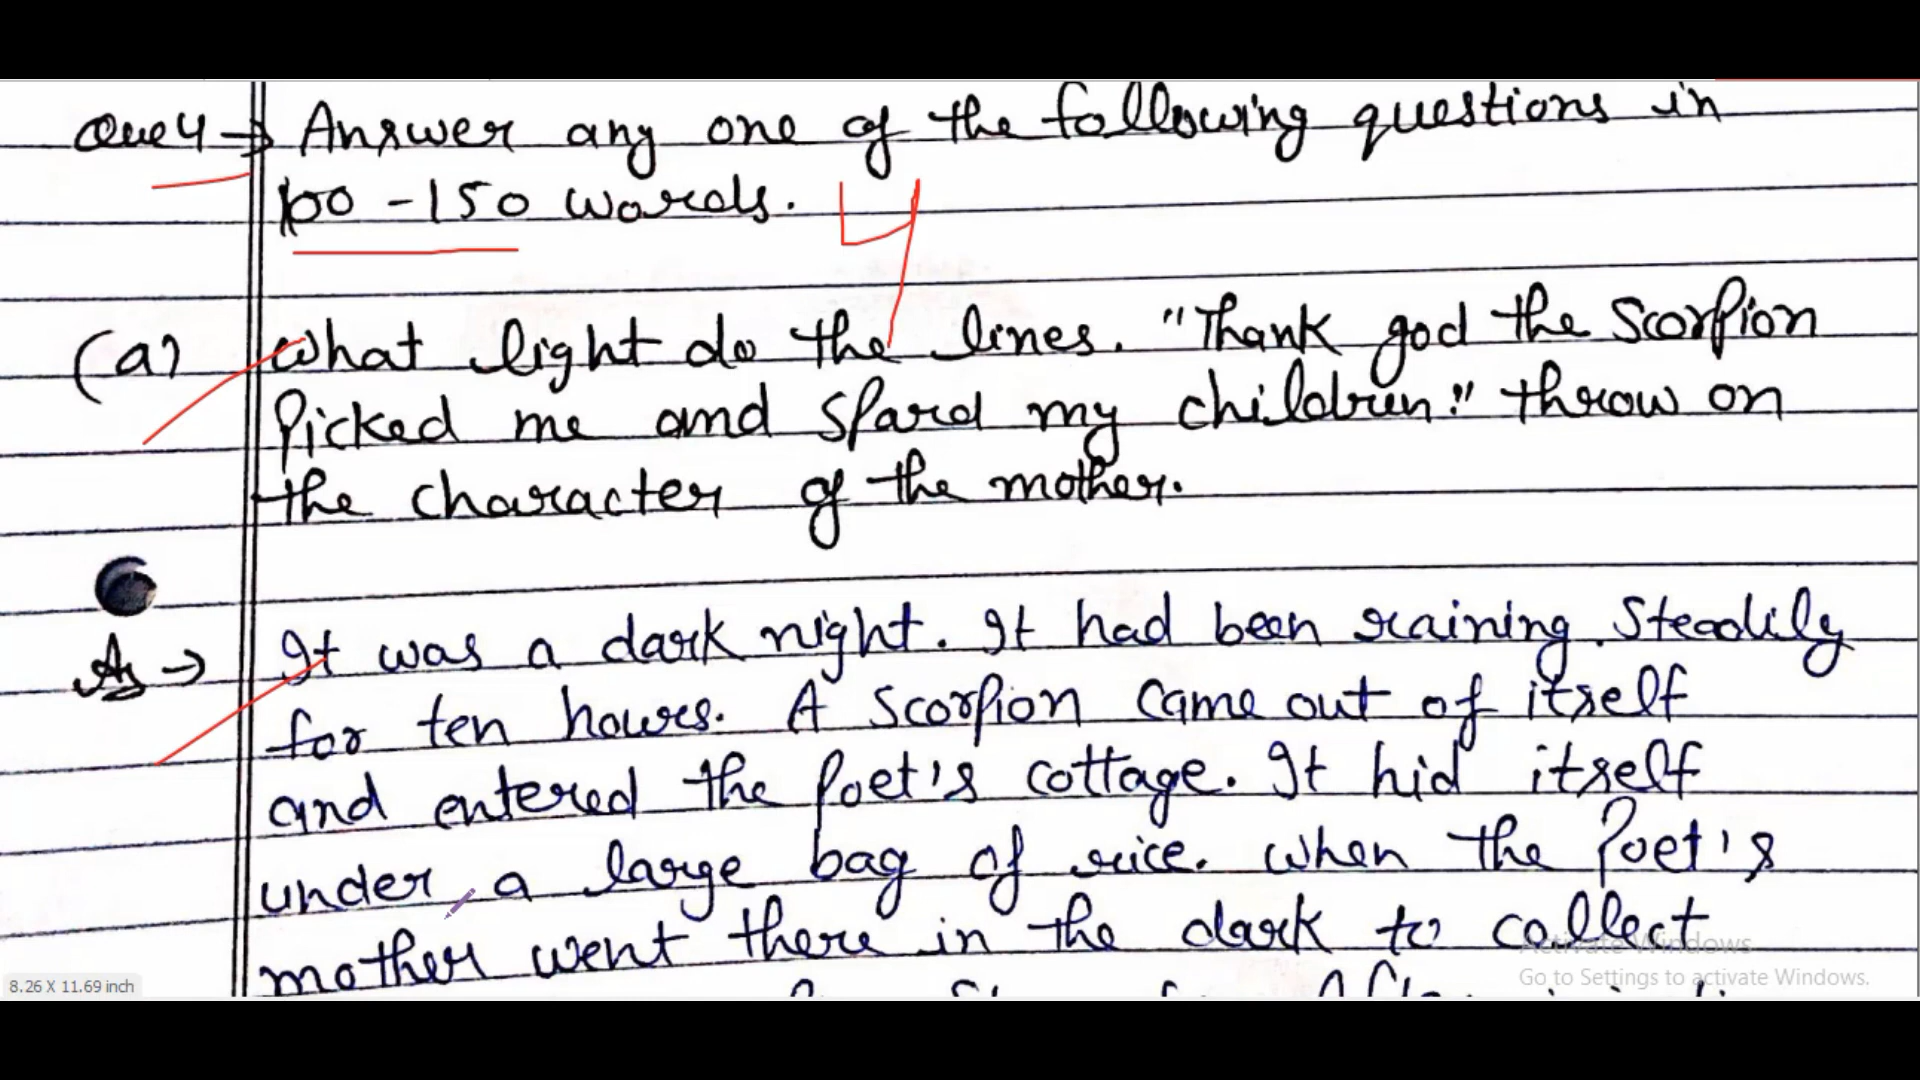 Que4→ Answer any one of the following questions in
100-150 words. 4
(a) What light do the lines. "Thank god the Scorpion
Picked me and spared my children." throw on
the character of the mother.
As → It was a dark night. It had been raining Steadily
for ten hours. A scorpion came out of itself
and entered the Poet's cottage. It hid itself
under a large bag of rice. when the Poet's
mother went there in the dark to collect
Activate Windows
Go to Settings to activate Windows.
8.26 X 11.69 inch